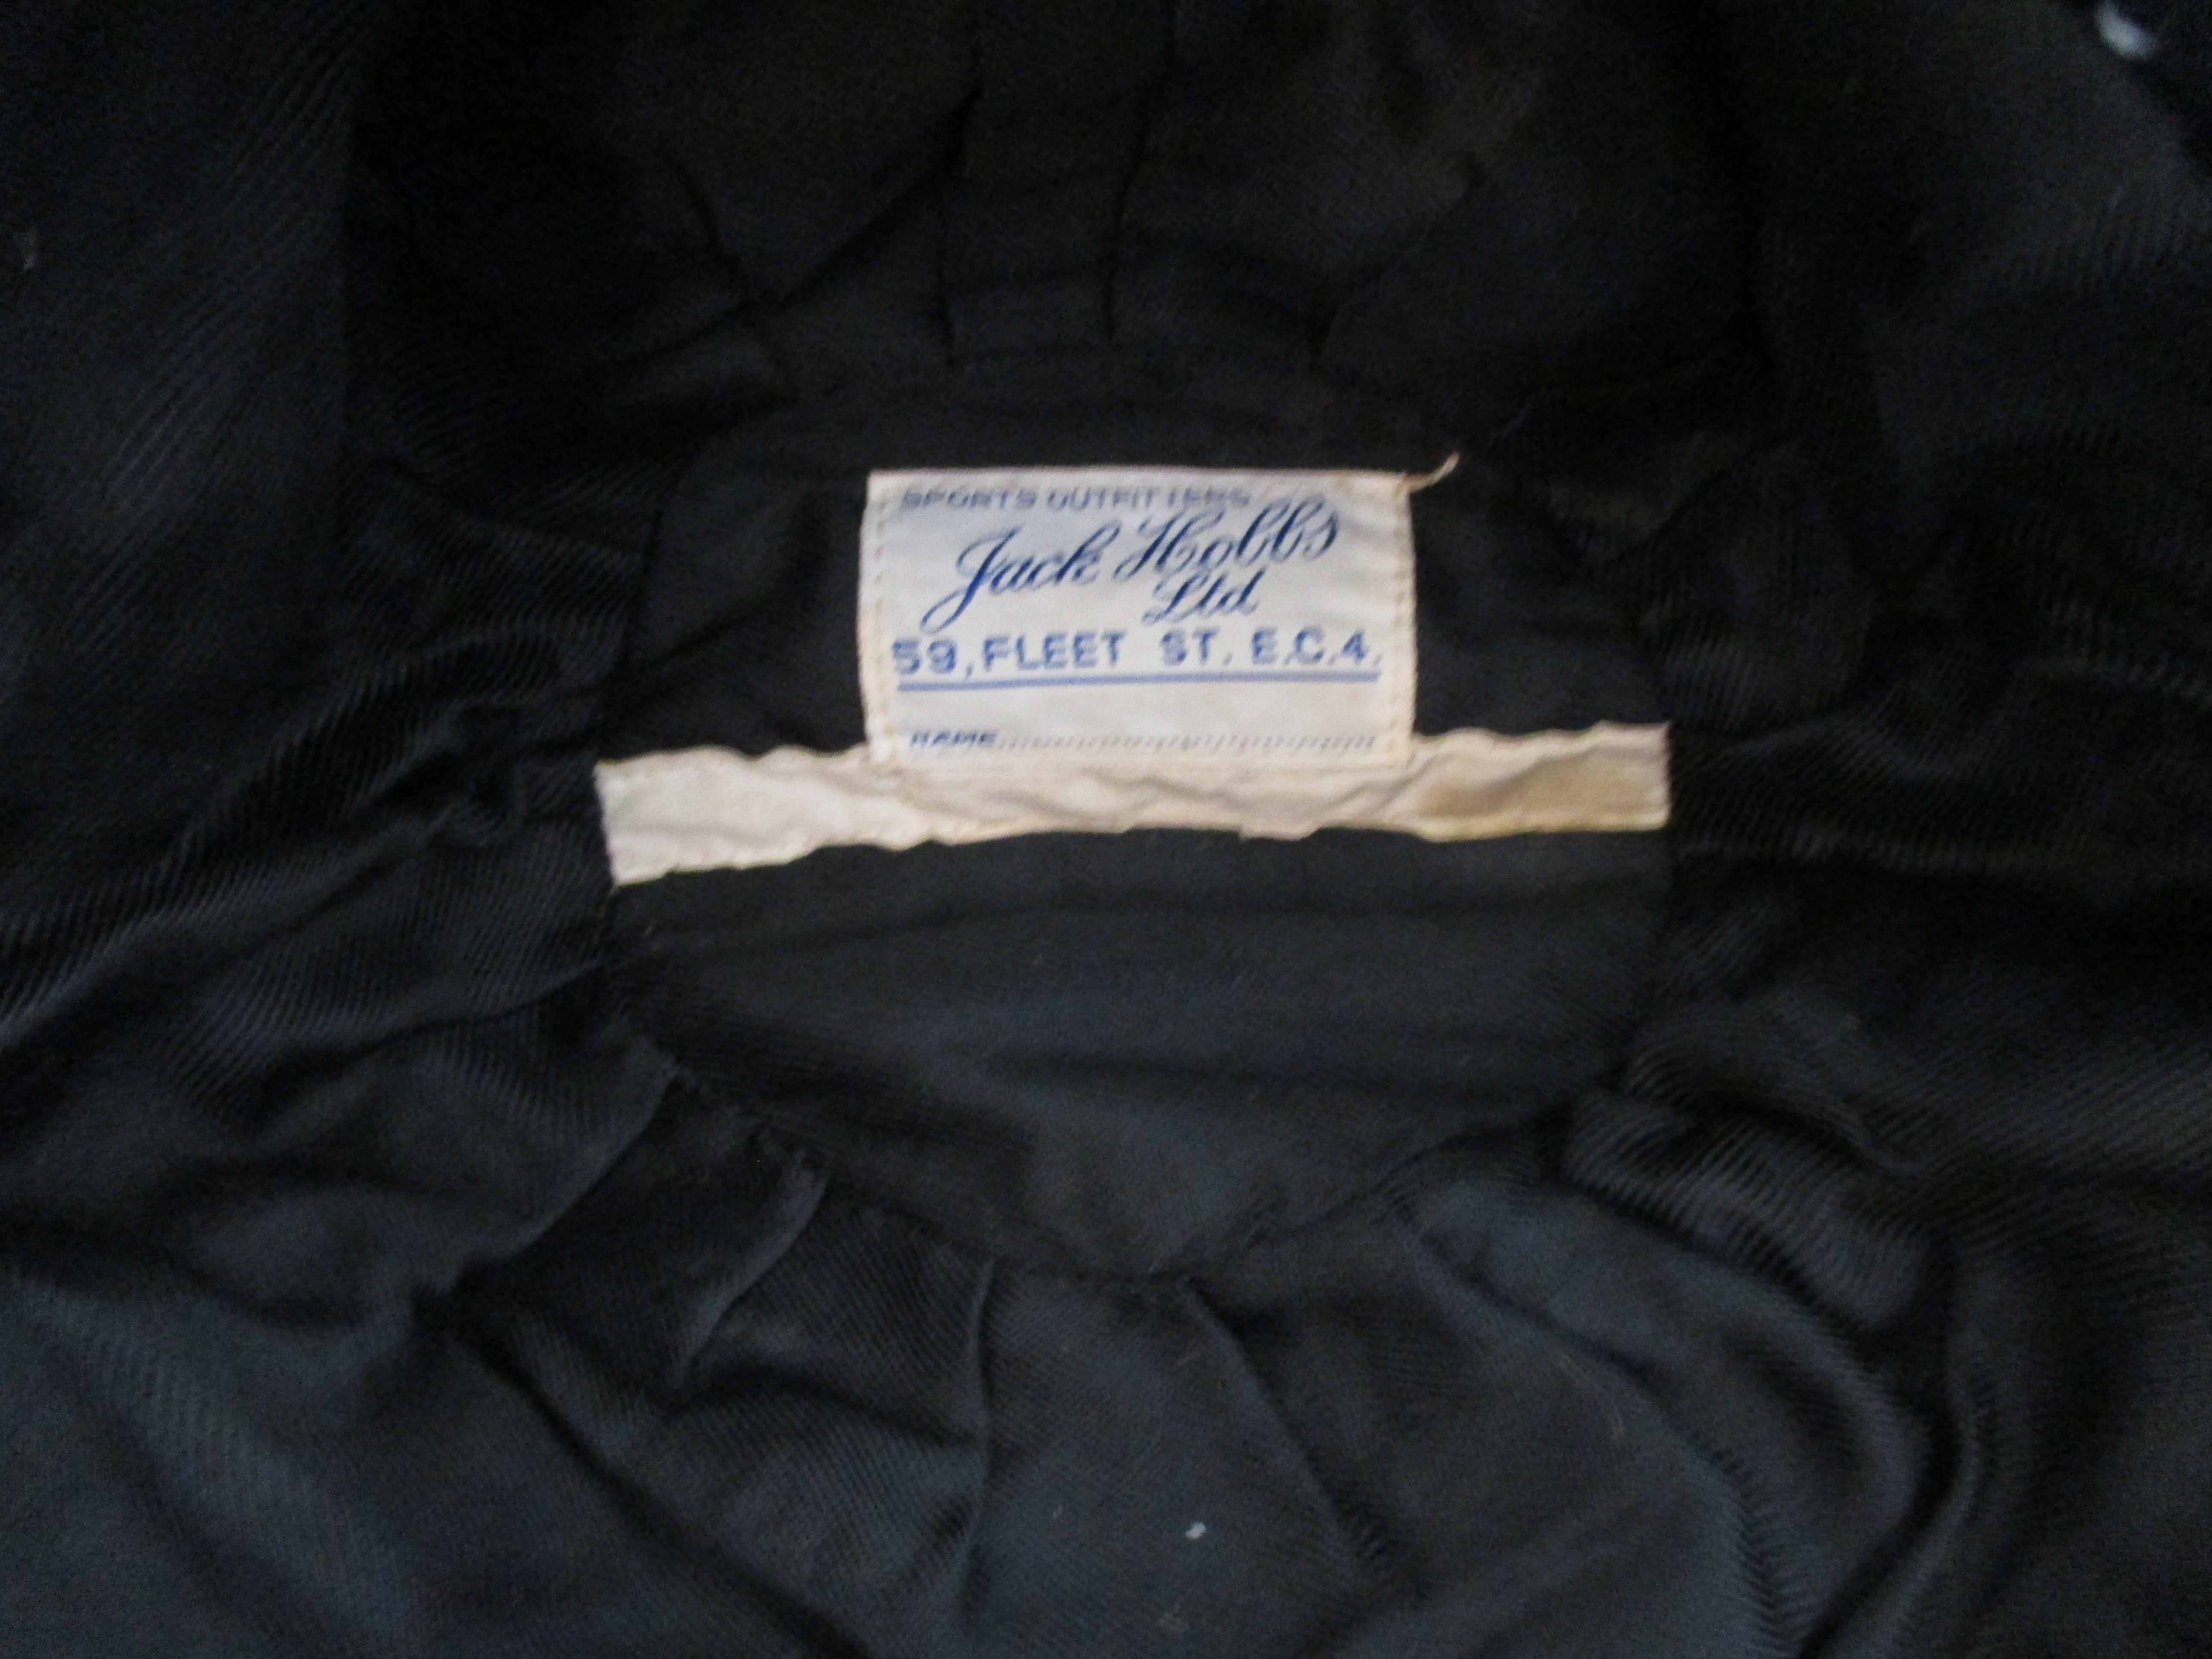 SPORTS OUTFITTERS
Jack Hobbs
Ltd
59, FLEET ST. E.C.4.
NAME..............................